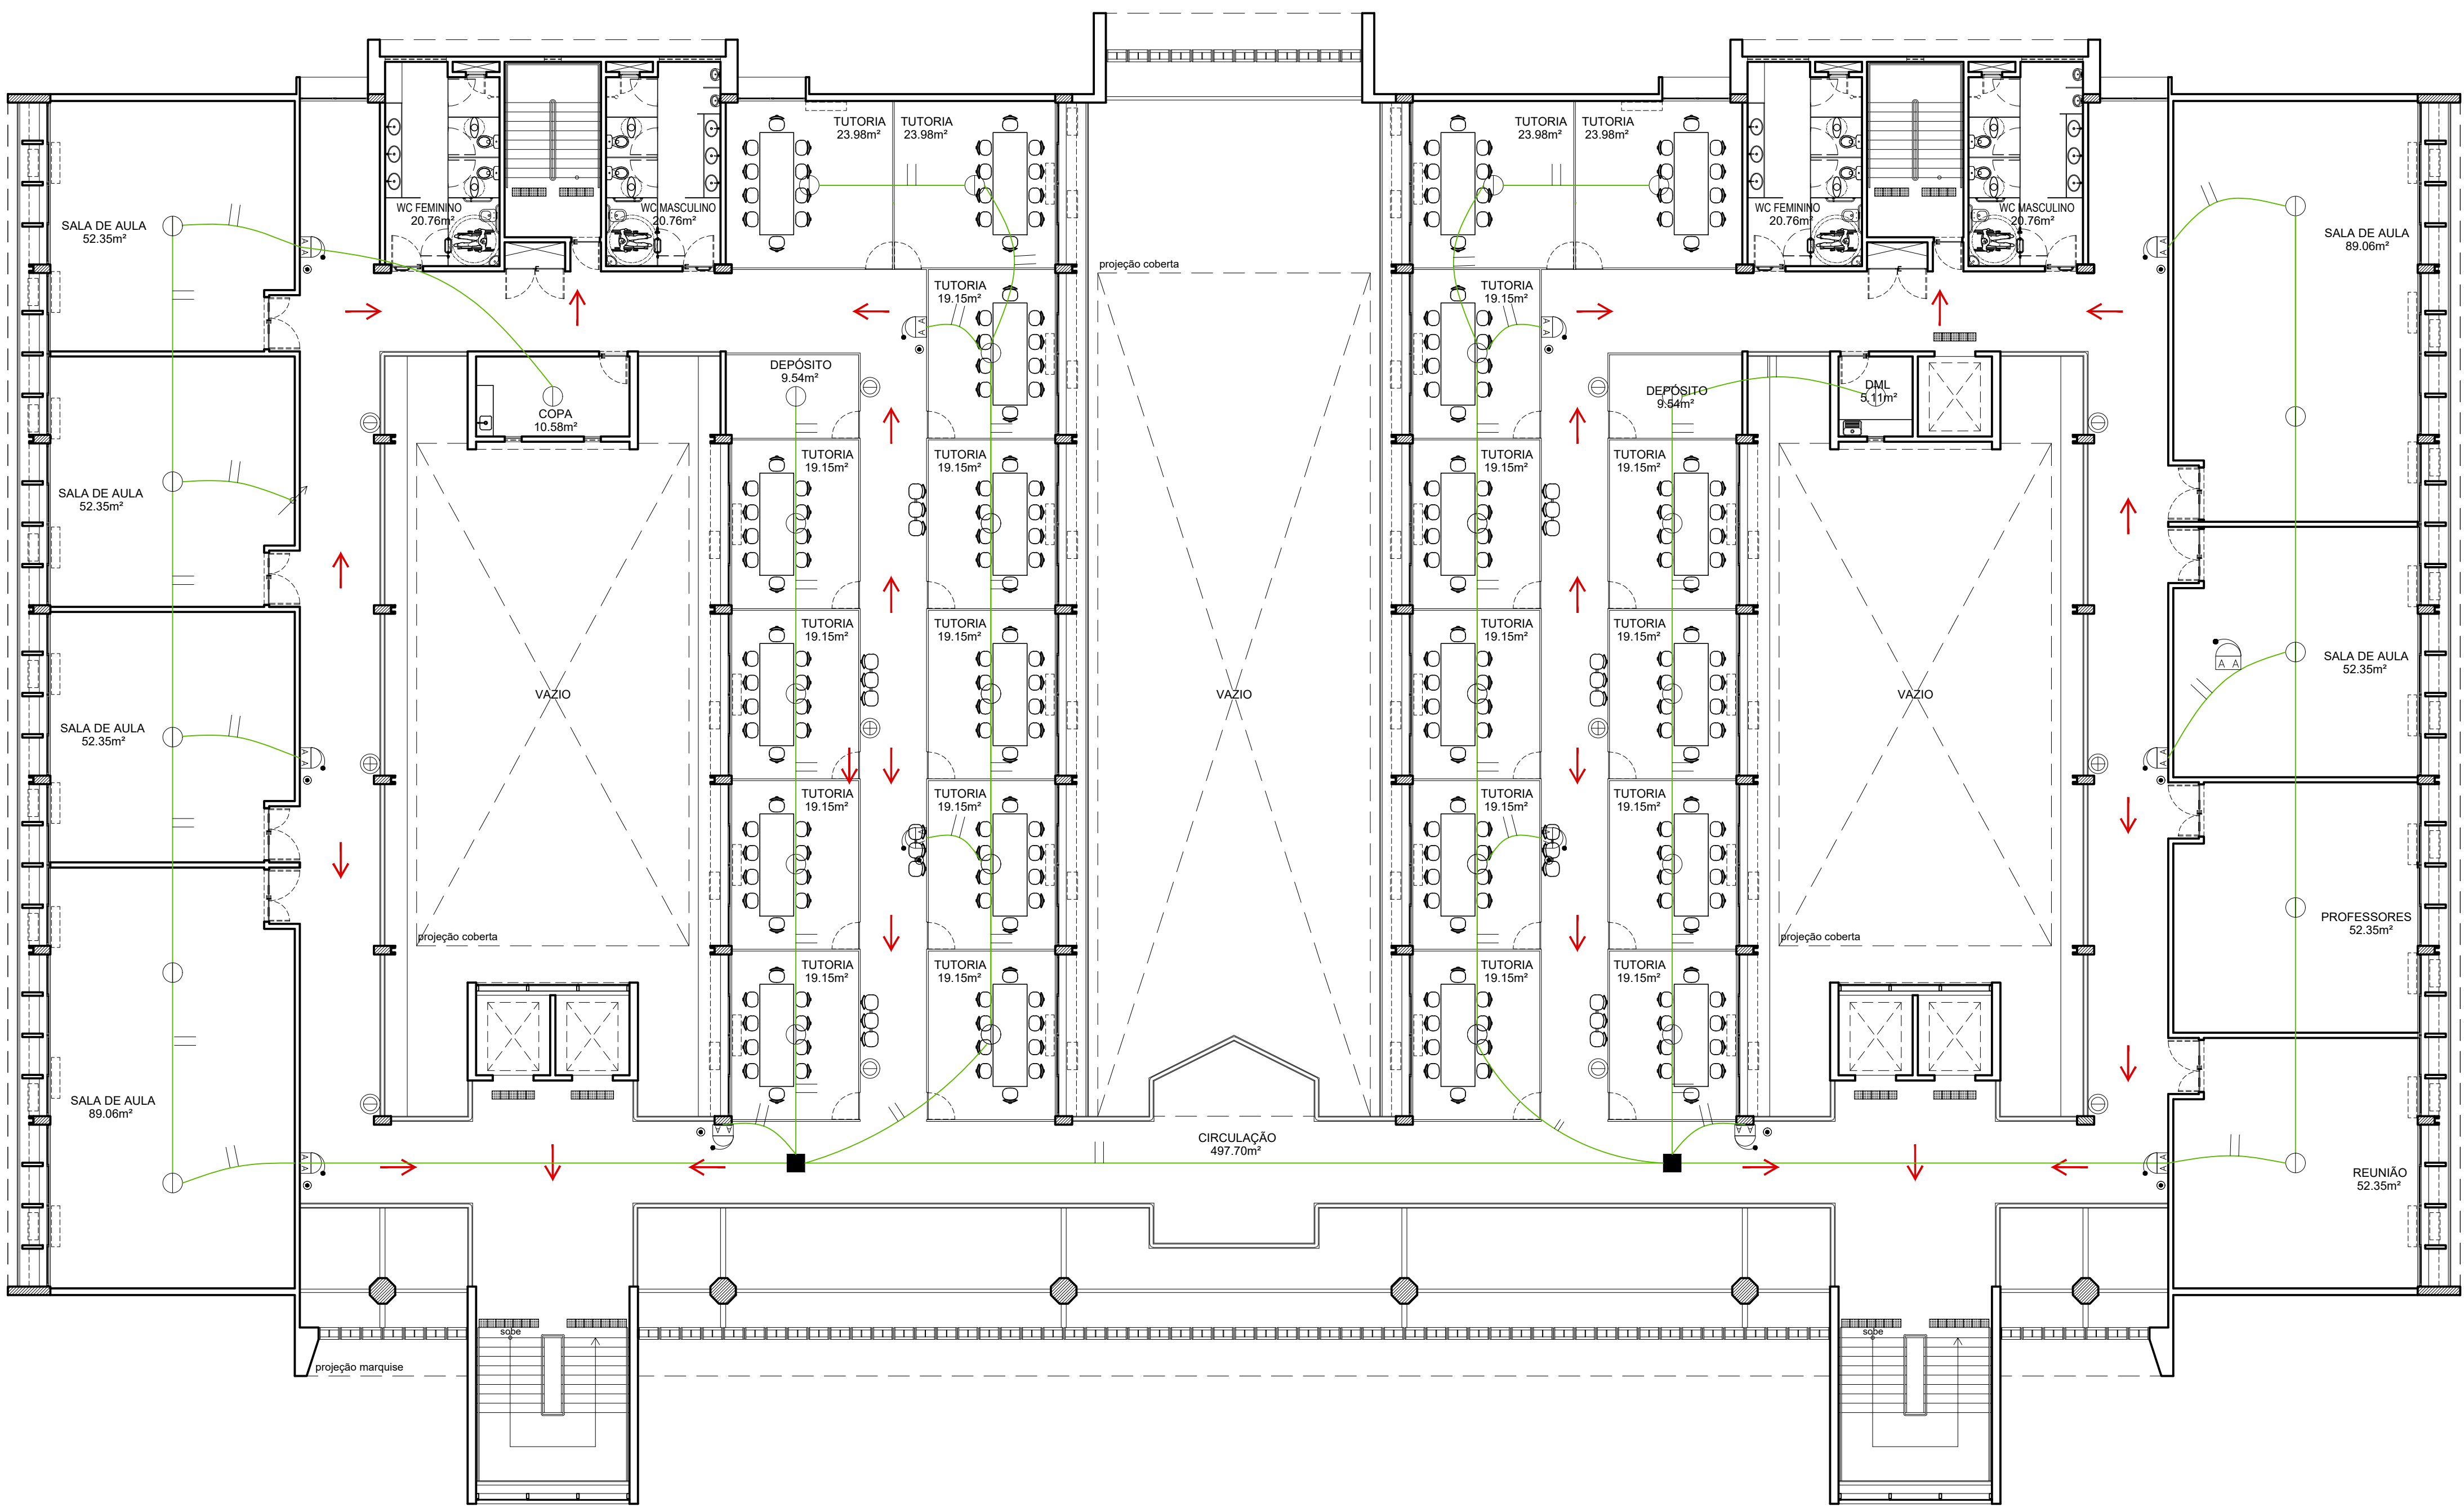 TUTORIA
23.98m²
TUTORIA
23.98m²
TUTORIA
23.98m²
TUTORIA
23.98m²
WC FEMININO
20.76m²
WC MASCULINO
20.76m²
WC FEMININO
20.76m²
WC MASCULINO
20.76m²
SALA DE AULA
52.35m²
SALA DE AULA
89.06m²
projeção coberta
TUTORIA
19.15m²
TUTORIA
19.15m²
DEPÓSITO
9.54m²
COPA
10.58m²
DEPÓSITO
9.54m²
DML
5.11m²
TUTORIA
19.15m²
TUTORIA
19.15m²
TUTORIA
19.15m²
TUTORIA
19.15m²
SALA DE AULA
52.35m²
TUTORIA
19.15m²
TUTORIA
19.15m²
TUTORIA
19.15m²
TUTORIA
19.15m²
SALA DE AULA
52.35m²
VAZIO
VAZIO
VAZIO
SALA DE AULA
52.35m²
A A
TUTORIA
19.15m²
TUTORIA
19.15m²
TUTORIA
19.15m²
TUTORIA
19.15m²
PROFESSORES
52.35m²
projeção coberta
projeção coberta
TUTORIA
19.15m²
TUTORIA
19.15m²
TUTORIA
19.15m²
TUTORIA
19.15m²
SALA DE AULA
89.06m²
CIRCULAÇÃO
497.70m²
REUNIÃO
52.35m²
sobe
sobe
projeção marquise